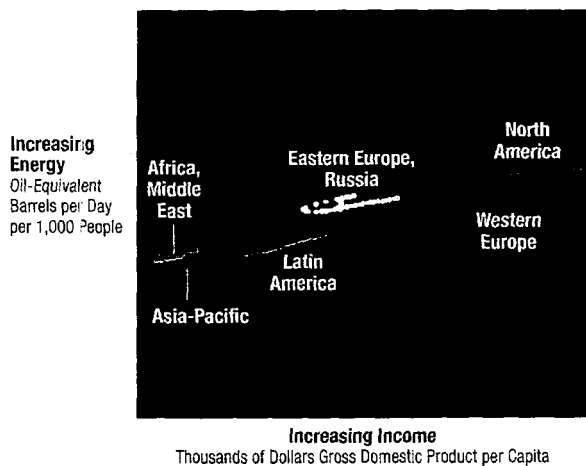 Increasing
Energy
Oil-Equivalent
Barrels per Day
per 1,000 People
Africa,
Middle
East
Asia-Pacific
Eastern Europe,
Russia
Latin
America
North
America
Western
Europe
Increasing Income
Thousands of Dollars Gross Domestic Product per Capita